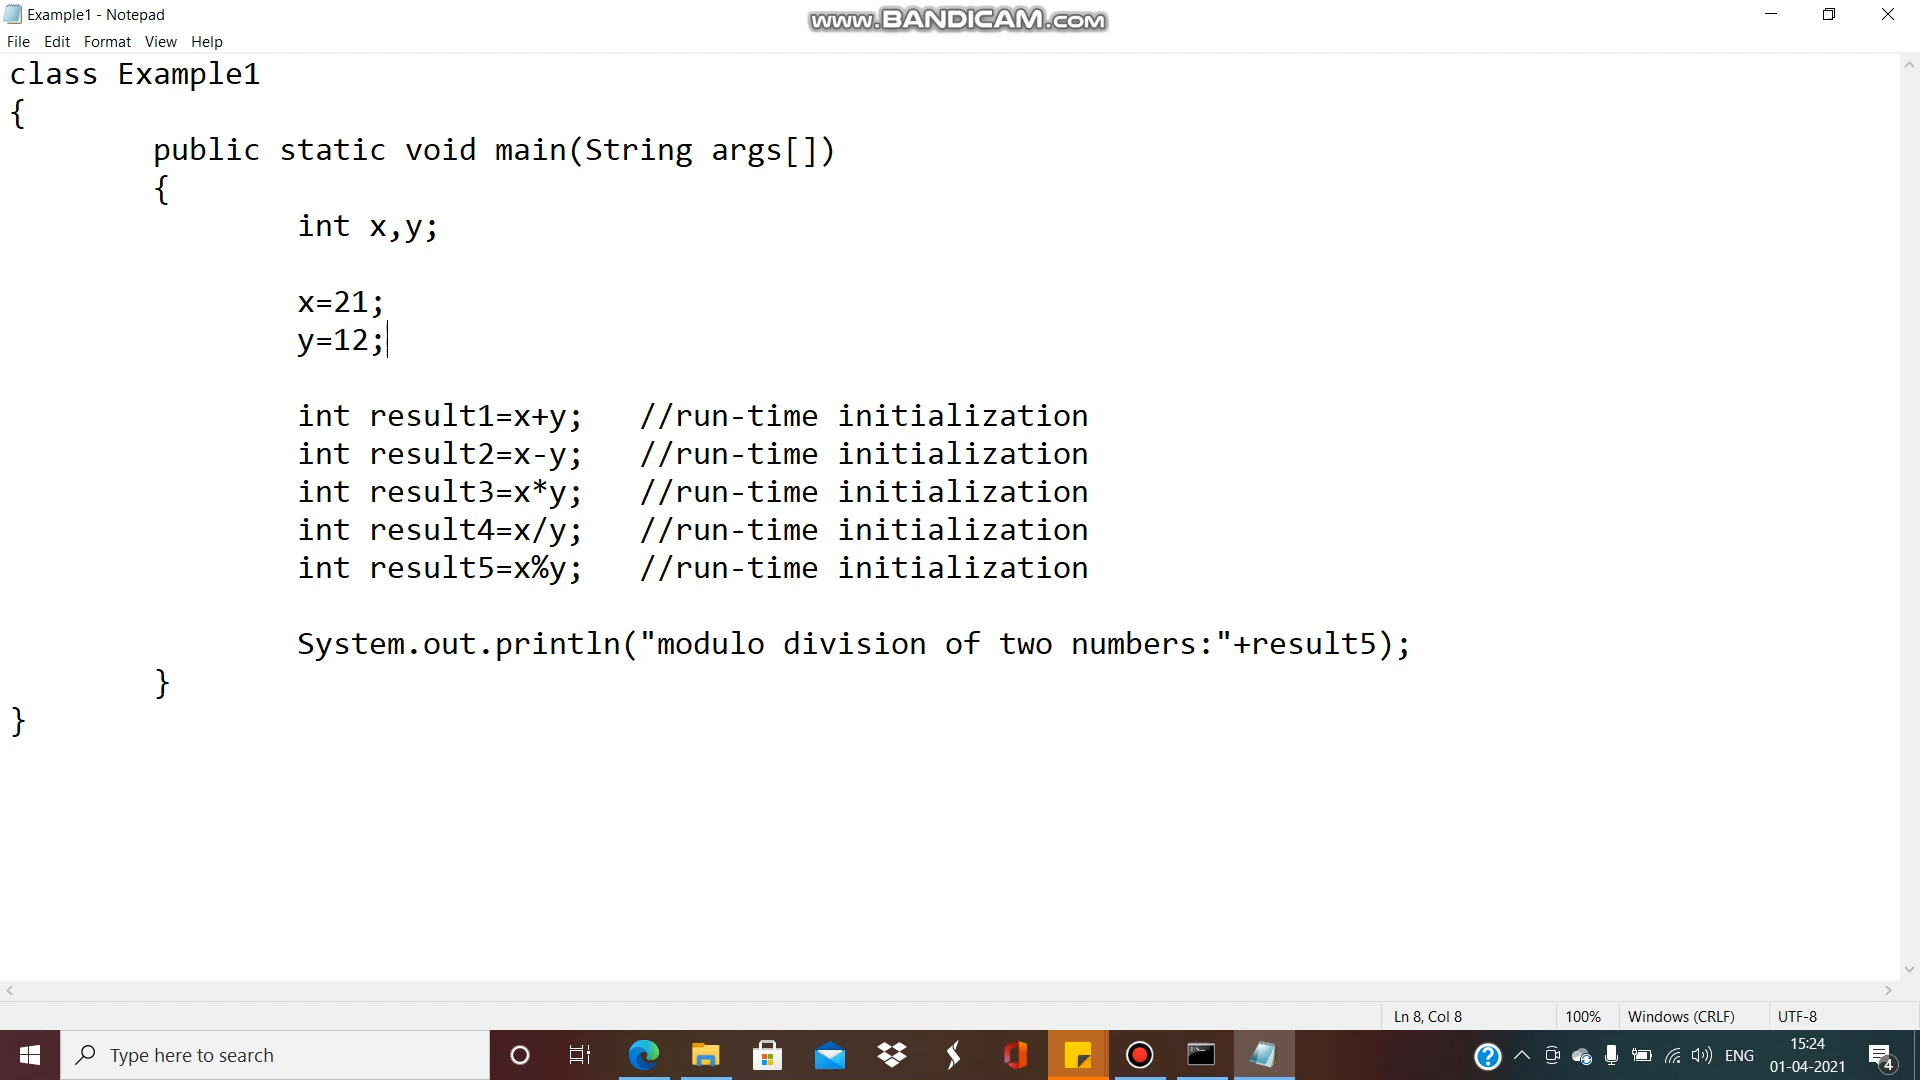 Example1 - Notepad
www.BANDICAM.com
File Edit Format View Help
class Example1
{
public static void main(String args[])
{
int x,y;
x=21;
y=12;
int result1=x+y; //run-time initialization
int result2=x-y; //run-time initialization
int result3=x*y; //run-time initialization
int result4=x/y; //run-time initialization
int result5=x%y; //run-time initialization
System.out.println("modulo division of two numbers:"+result5);
}
}
Ln 8, Col 8 100% Windows (CRLF) UTF-8
Type here to search
ENG
15:24
01-04-2021
4